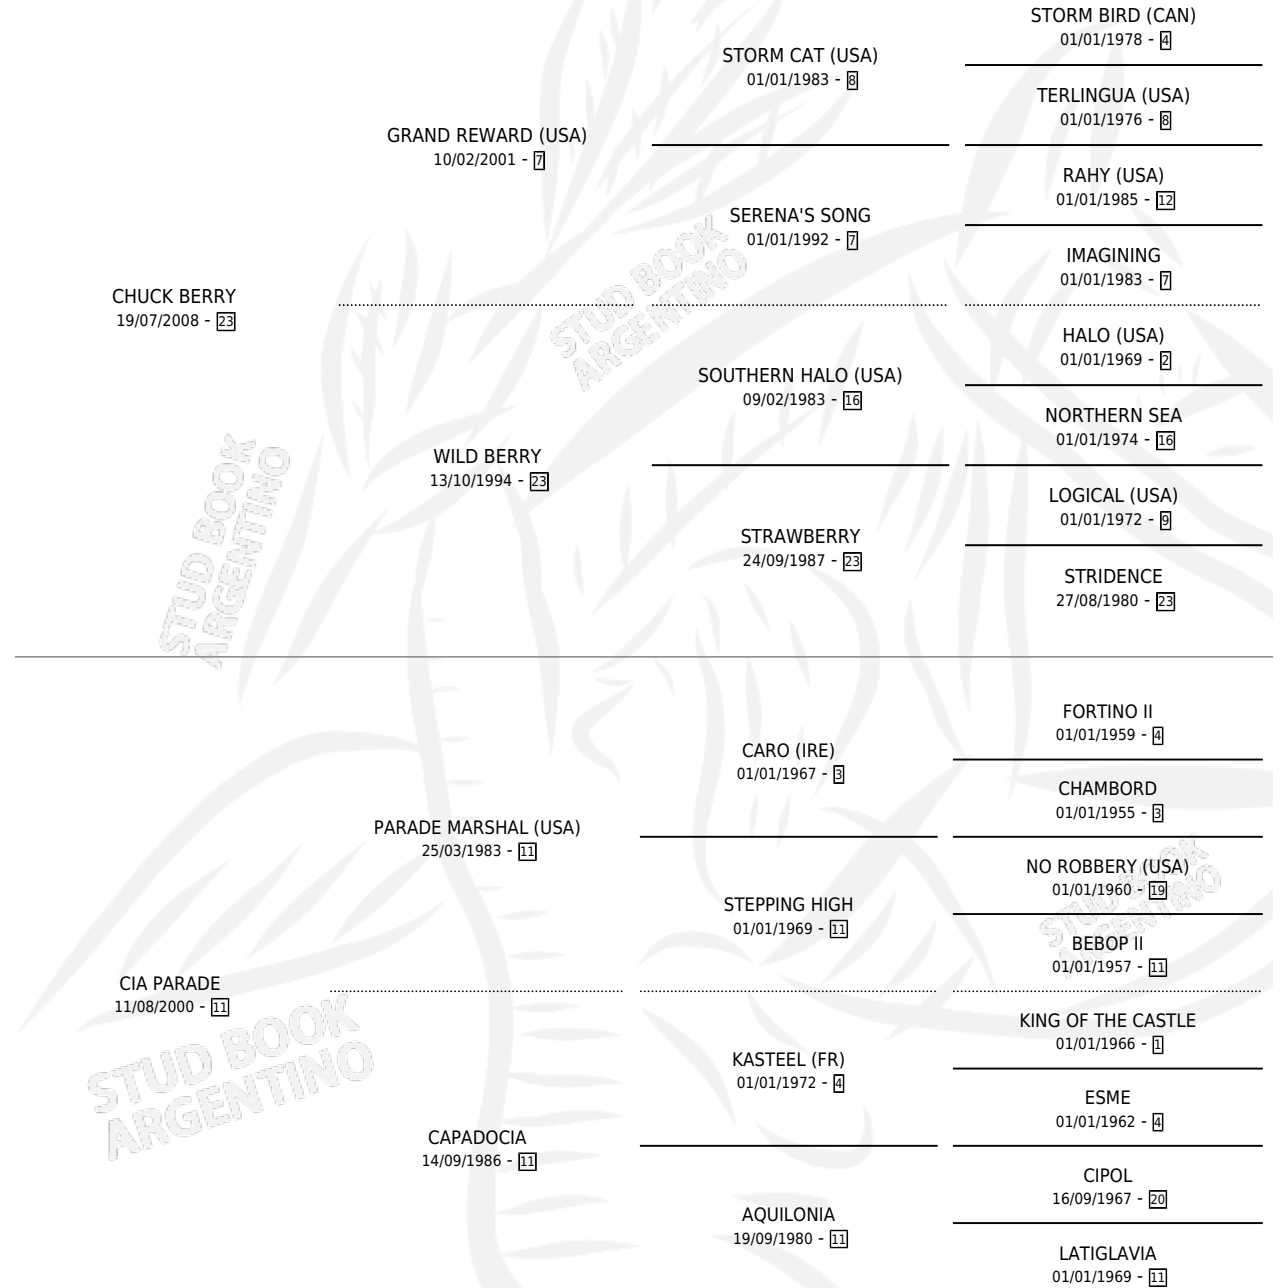 STORM BIRD (CAN)
01/01/1978 - 4
STORM CAT (USA)
01/01/1983 - 8
TERLINGUA (USA)
01/01/1976 - 8
GRAND REWARD (USA)
10/02/2001 - 7
RAHY (USA)
01/01/1985 - 12
SERENA'S SONG
01/01/1992 - 7
IMAGINING
01/01/1983 - 7
CHUCK BERRY
19/07/2008 - 23
HALO (USA)
01/01/1969 - 2
SOUTHERN HALO (USA)
09/02/1983 - 16
NORTHERN SEA
01/01/1974 - 16
WILD BERRY
13/10/1994 - 23
LOGICAL (USA)
01/01/1972 - 9
STRAWBERRY
24/09/1987 - 23
STRIDENCE
27/08/1980 - 23
STUD BOOK
ARGENTINO
STUD BOOK
ARGENTINO
FORTINO II
01/01/1959 - 4
CARO (IRE)
01/01/1967 - 3
CHAMBORD
01/01/1955 - 3
PARADE MARSHAL (USA)
25/03/1983 - 11
NO ROBBERY (USA)
01/01/1960 - 19
STEPPING HIGH
01/01/1969 - 11
BEBOP II
01/01/1957 - 11
CIA PARADE
11/08/2000 - 11
KING OF THE CASTLE
01/01/1966 - 1
KASTEEL (FR)
01/01/1972 - 4
ESME
01/01/1962 - 4
CAPADOCIA
14/09/1986 - 11
CIPOL
16/09/1967 - 20
AQUILONIA
19/09/1980 - 11
LATIGLAVIA
01/01/1969 - 11
STUD BOOK
ARGENTINO
STUD BOOK
ARGENTINO